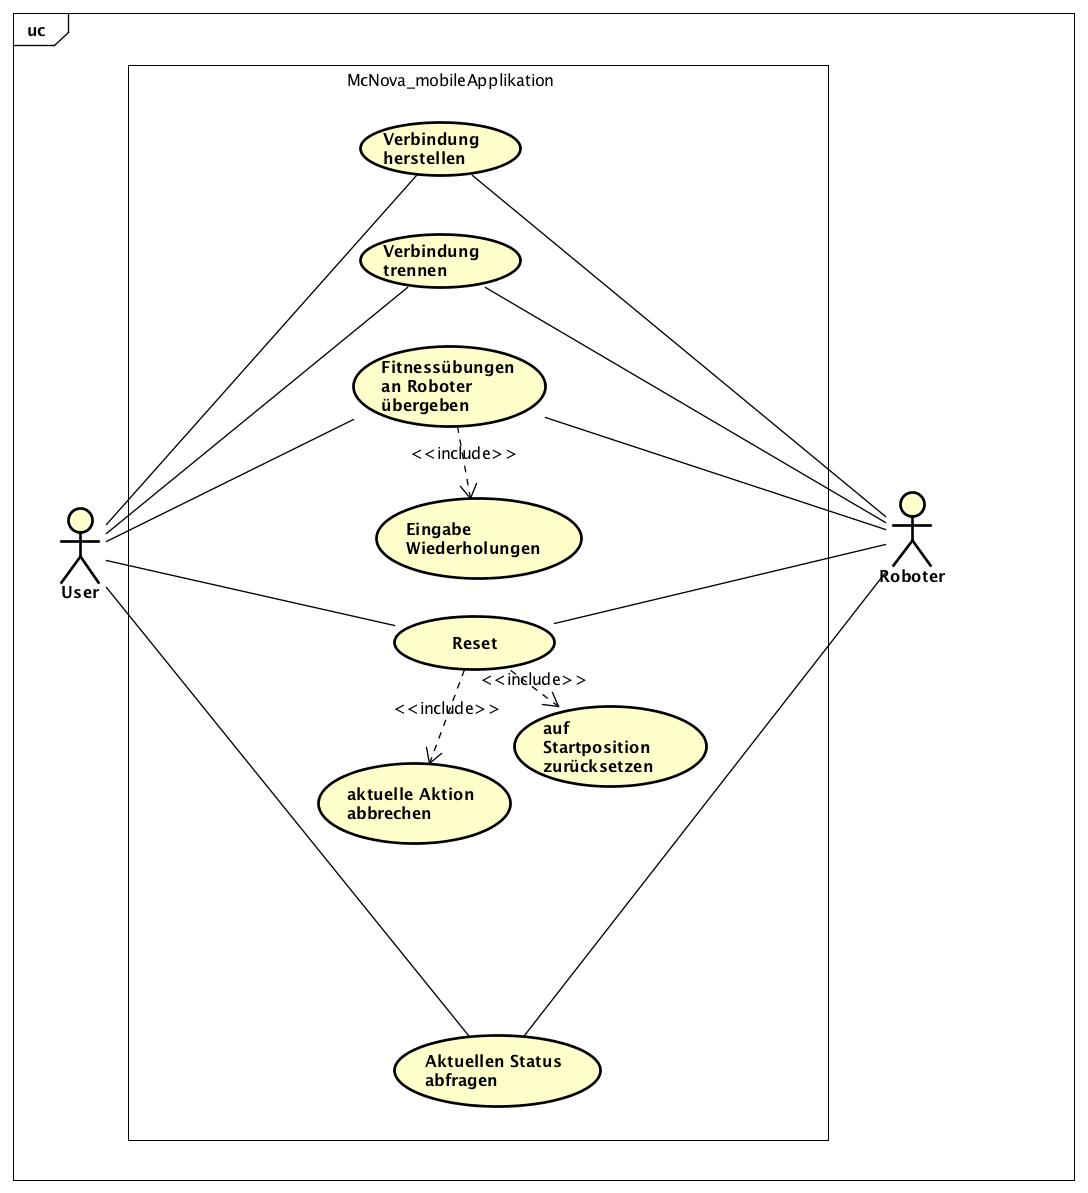 uc
McNova_mobileApplikation
Verbindung
herstellen
Verbindung
trennen
Fitnessübungen
an Roboter
übergeben
<<include>>
Eingabe
Wiederholungen
User
Roboter
Reset
<<include>>
<<include>>
auf
Startposition
zurücksetzen
aktuelle Aktion
abbrechen
Aktuellen Status
abfragen